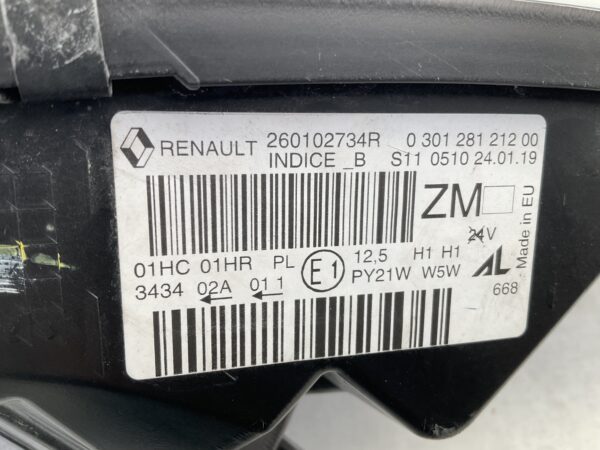 RENAULT 260102734R 0 301 281 212 00
INDICE _B S11 0510 24.01.19
ZM
24V
01HC 01HR PL E1 12,5 H1 H1
3434 02A 01 1 PY21W W5W
AL
668
Made in EU